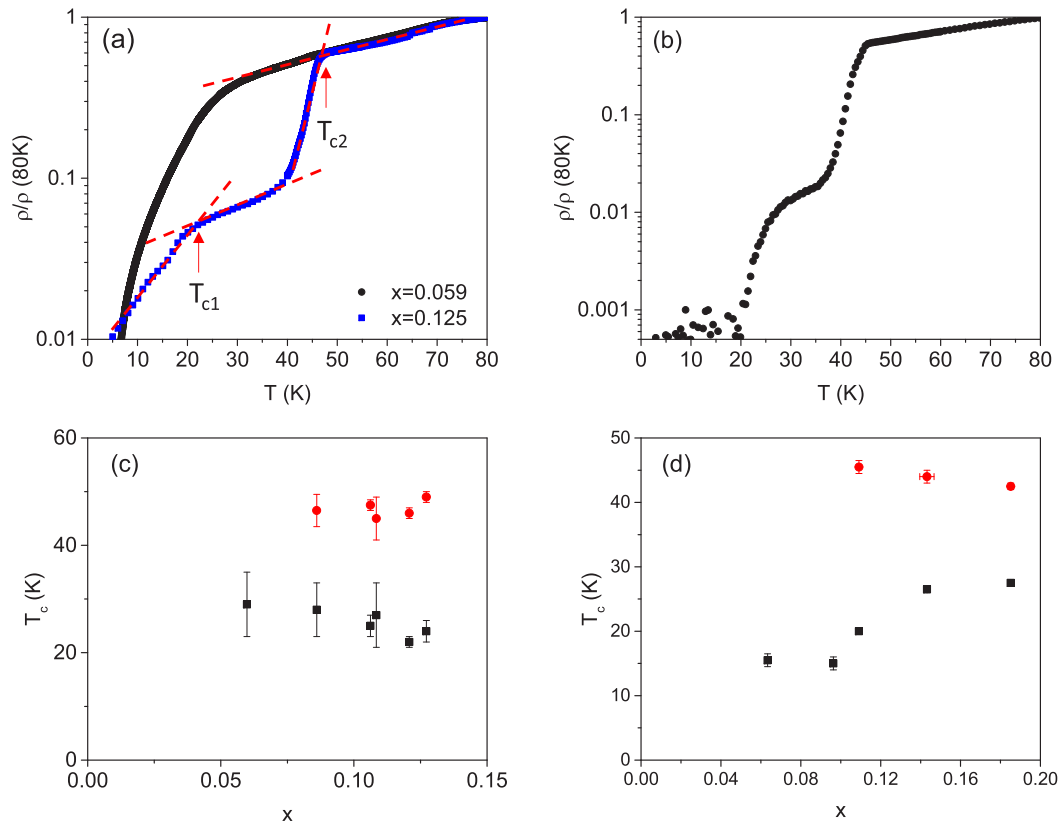 (a)
1
0.1
0.01
ρ/ρ (80K)
T_c2
T_c1
x=0.059
x=0.125
0 10 20 30 40 50 60 70 80
T (K)
(b)
1
0.1
0.01
0.001
ρ/ρ (80K)
0 10 20 30 40 50 60 70 80
T (K)
(c)
60
40
20
0
T_c (K)
0.00 0.05 0.10 0.15
x
(d)
50
40
30
20
10
0
T_c (K)
0.00 0.04 0.08 0.12 0.16 0.20
x